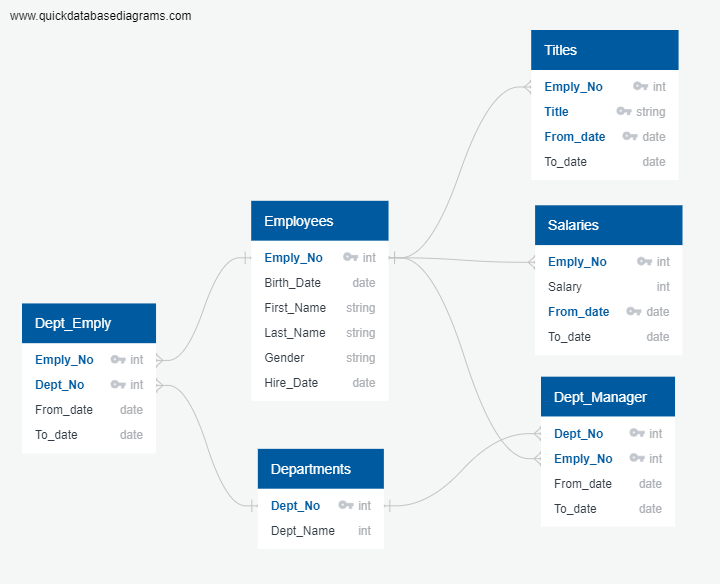 www.quickdatabasediagrams.com
Titles
Emply_No int
Title string
From_date date
To_date date
Employees
Emply_No int
Birth_Date date
First_Name string
Last_Name string
Gender string
Hire_Date date
Salaries
Emply_No int
Salary int
From_date date
To_date date
Dept_Emply
Emply_No int
Dept_No int
From_date date
To_date date
Dept_Manager
Dept_No int
Emply_No int
From_date date
To_date date
Departments
Dept_No int
Dept_Name int